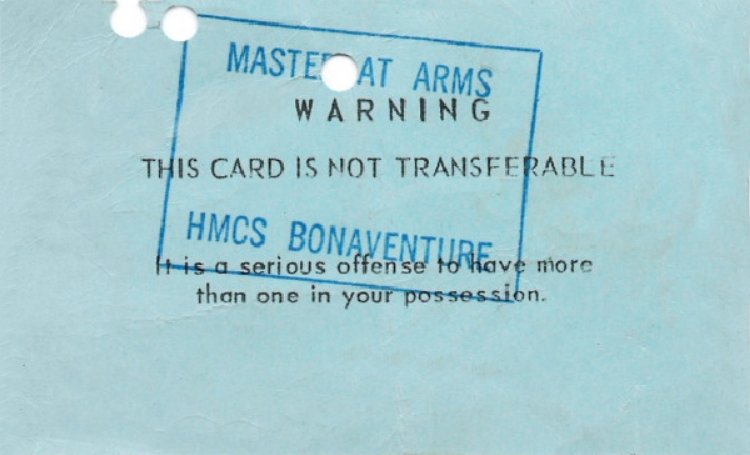 MASTER AT ARMS
WARNING
THIS CARD IS NOT TRANSFERABLE
HMCS BONAVENTURE
It is a serious offense to have more
than one in your possession.